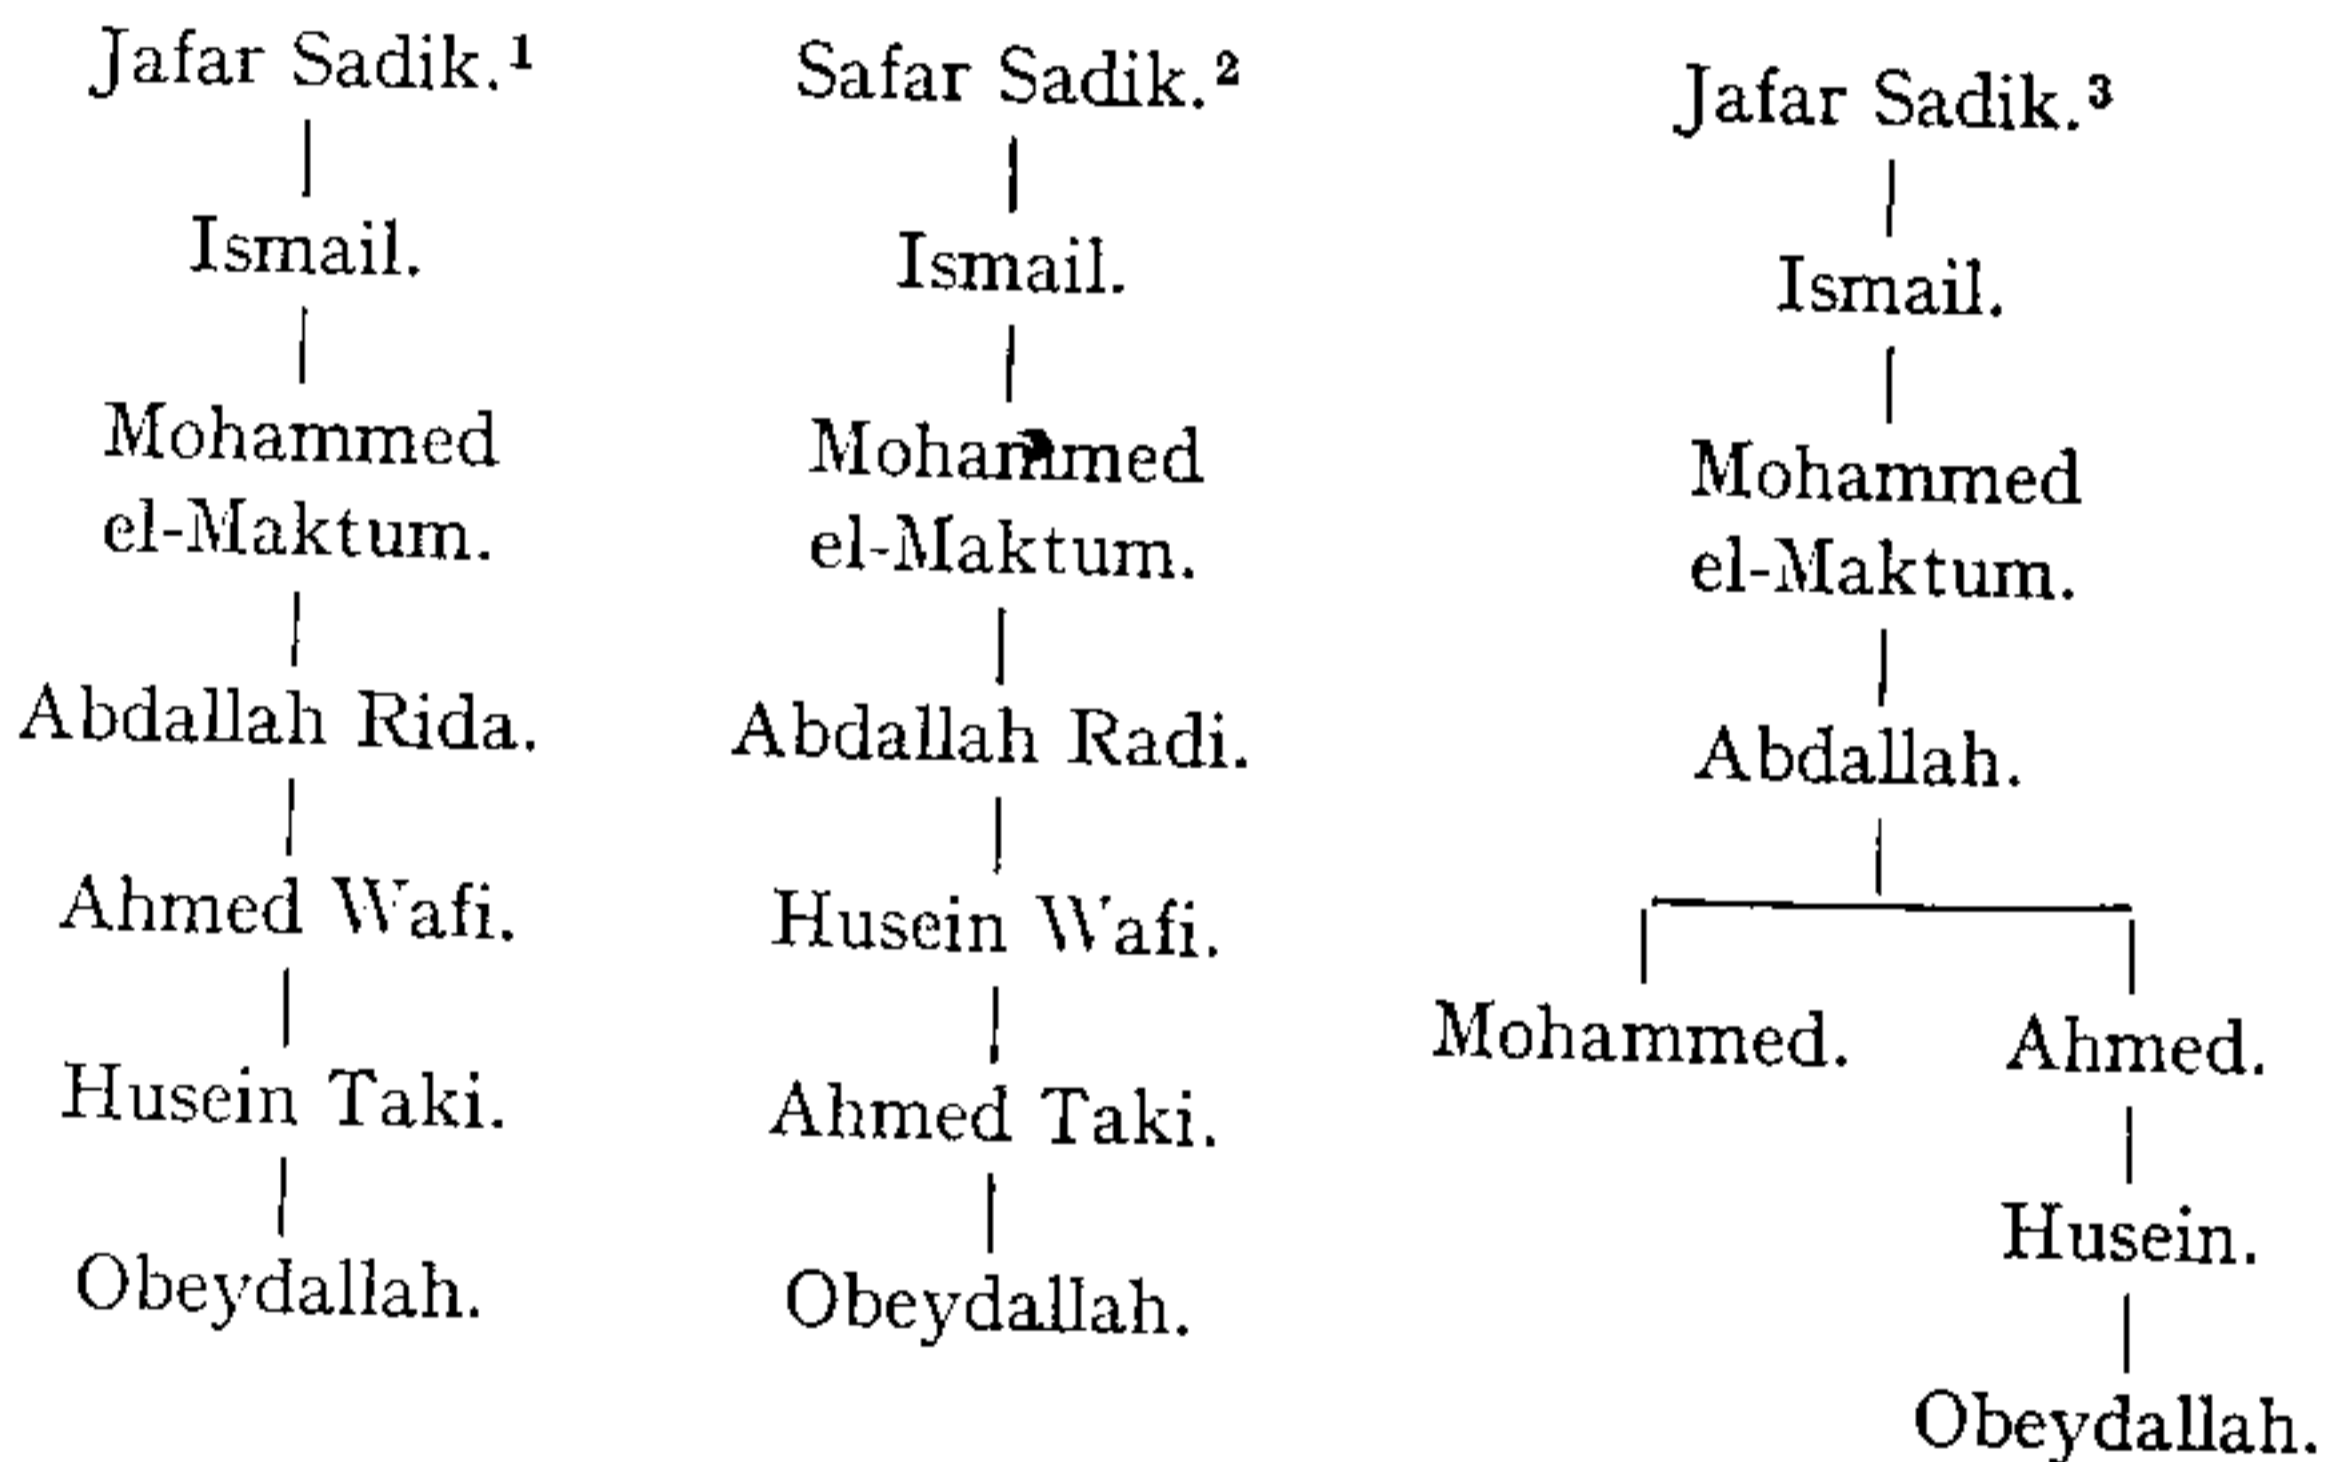 Jafar Sadik.¹
Ismail.
Mohammed
el-Maktum.
Abdallah Rida.
Ahmed Wafi.
Husein Taki.
Obeydallah.
Safar Sadik.²
Ismail.
Mohammed
el-Maktum.
Abdallah Radi.
Husein Wafi.
Ahmed Taki.
Obeydallah.
Jafar Sadik.³
Ismail.
Mohammed
el-Maktum.
Abdallah.
Mohammed. Ahmed.
Husein.
Obeydallah.